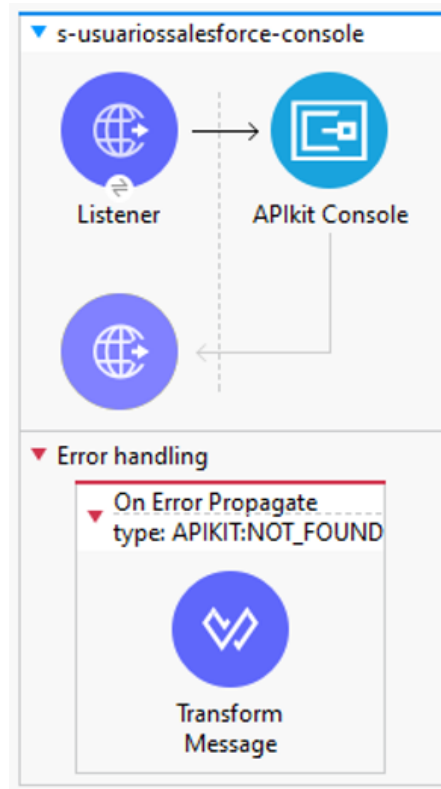 s-usuariossalesforce-console
Listener
APIkit Console
Error handling
On Error Propagate
type: APIKIT:NOT_FOUND
Transform
Message